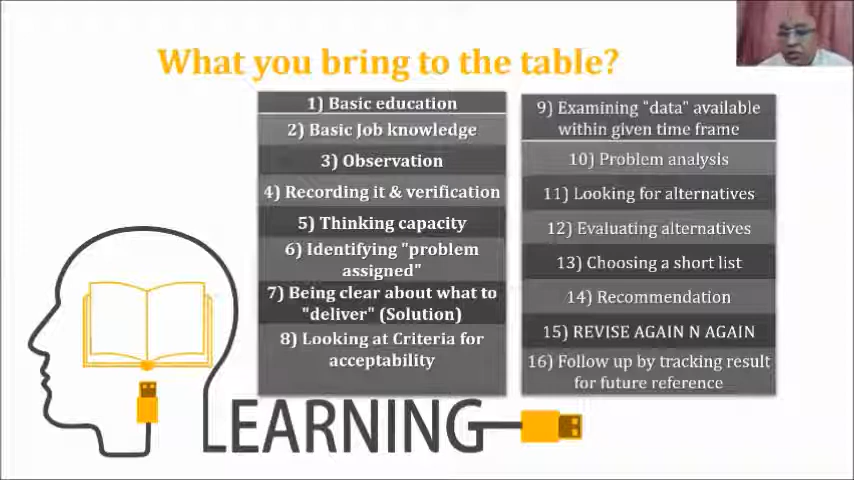 What you bring to the table?
1) Basic education
2) Basic Job knowledge
3) Observation
4) Recording it & verification
5) Thinking capacity
6) Identifying "problem
assigned"
7) Being clear about what to
"deliver" (Solution)
8) Looking at Criteria for
acceptability
9) Examining "data" available
within given time frame
10) Problem analysis
11) Looking for alternatives
12) Evaluating alternatives
13) Choosing a short list
14) Recommendation
15) REVISE AGAIN N AGAIN
16) Follow up by tracking result
for future reference
LEARNING